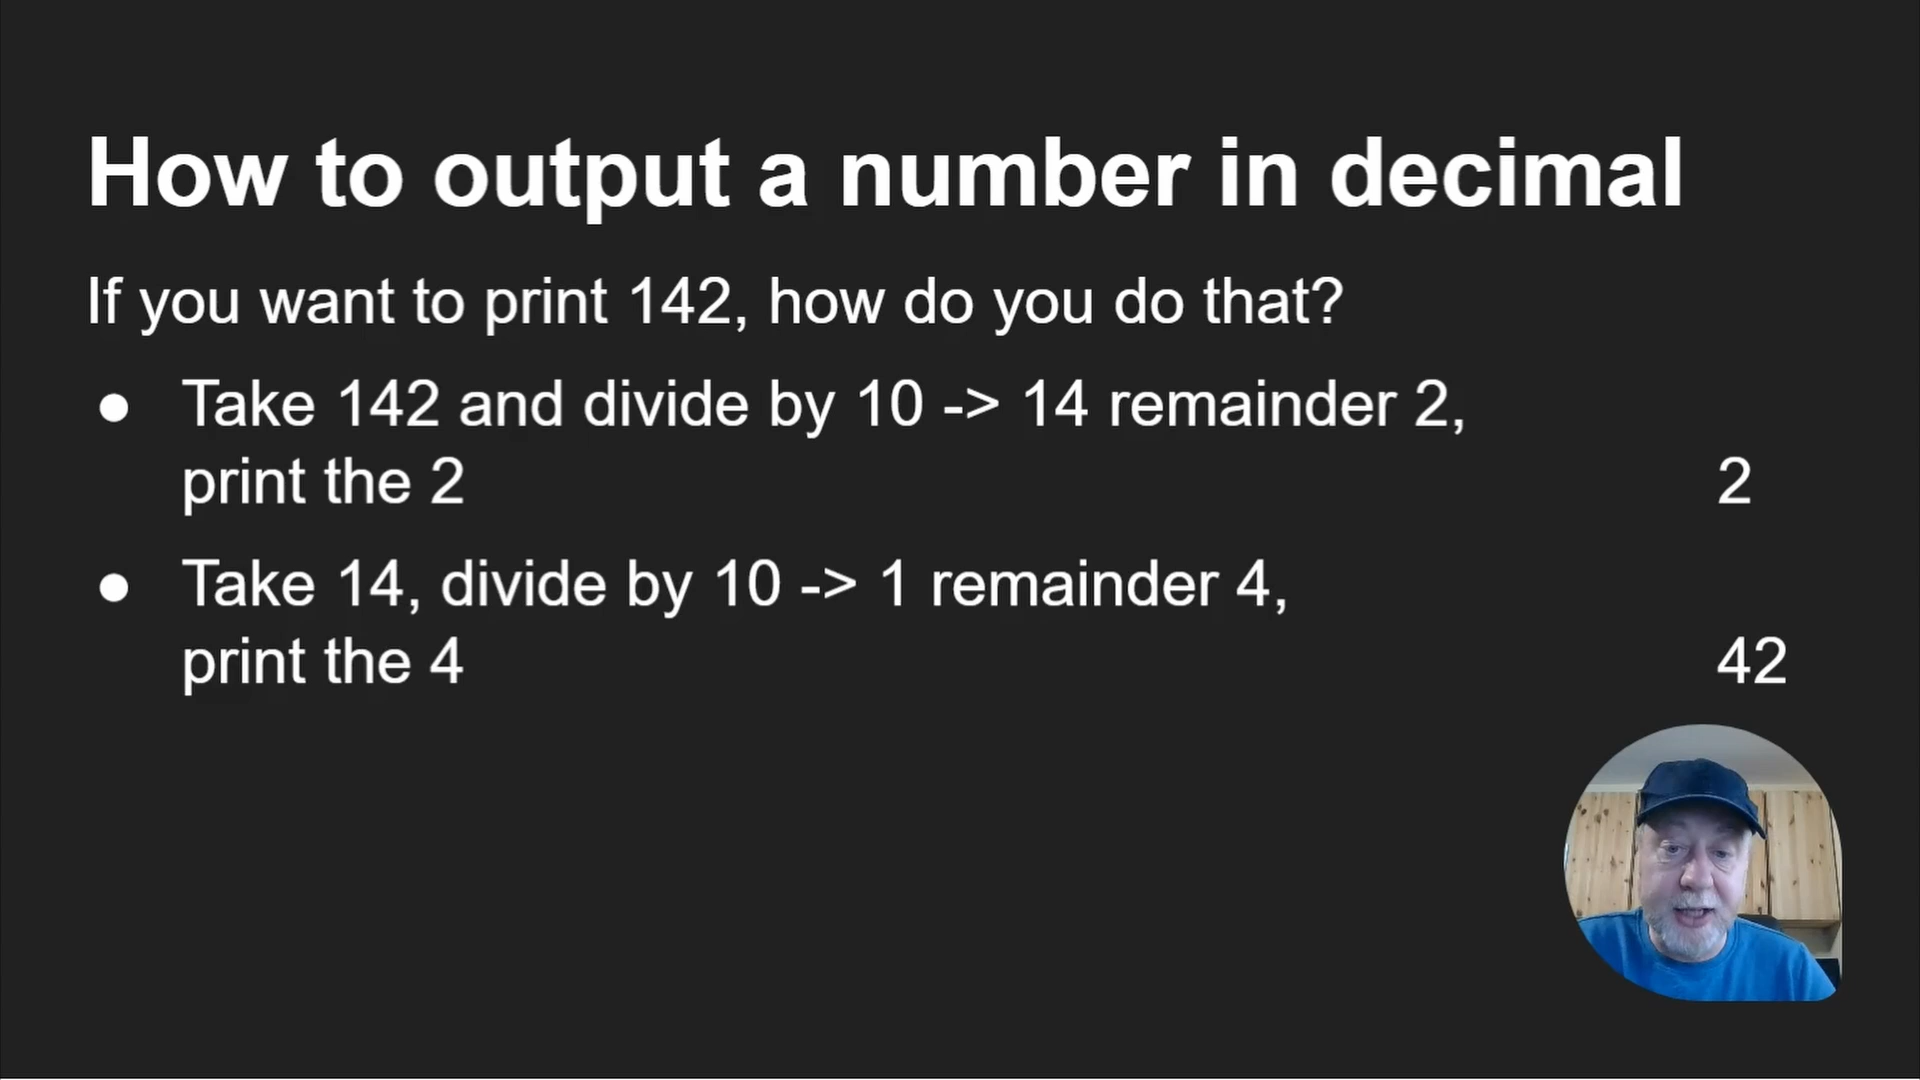 How to output a number in decimal
If you want to print 142, how do you do that?
● Take 142 and divide by 10 -> 14 remainder 2,
print the 2 2
● Take 14, divide by 10 -> 1 remainder 4,
print the 4 42